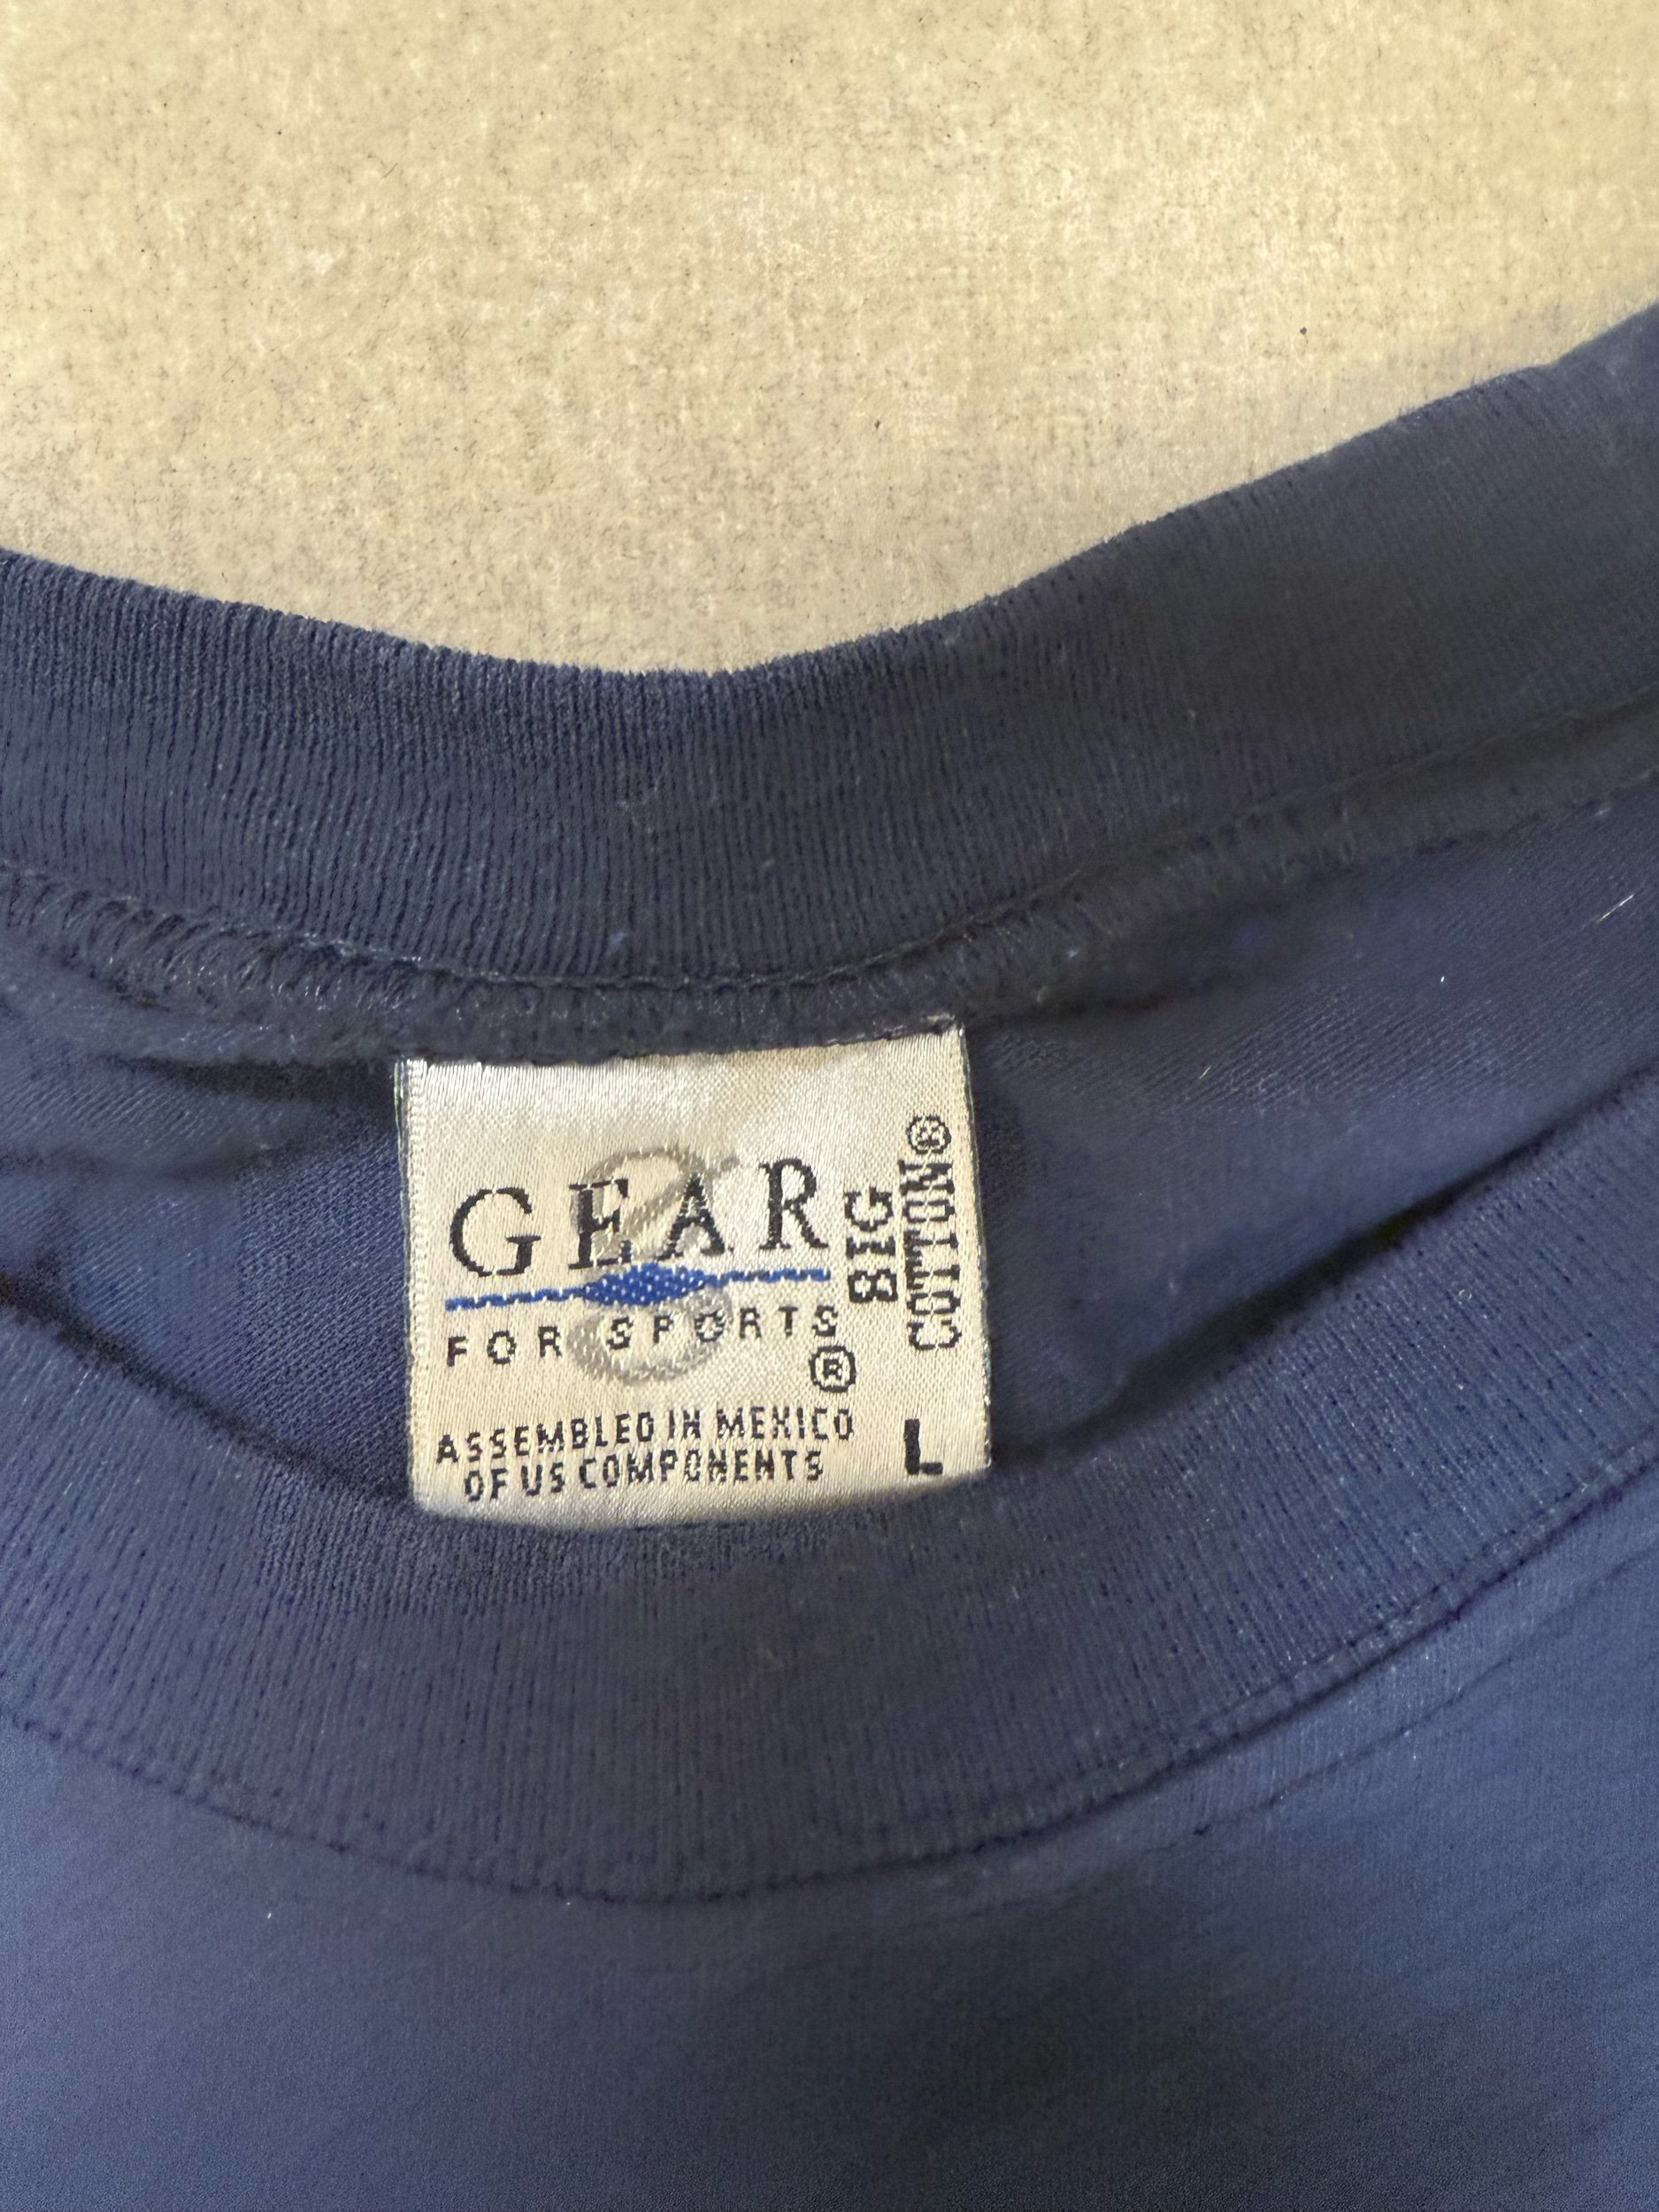 GEAR
FOR SPORTS
®
BIG
COTTON®
ASSEMBLED IN MEXICO
OF US COMPONENTS
L